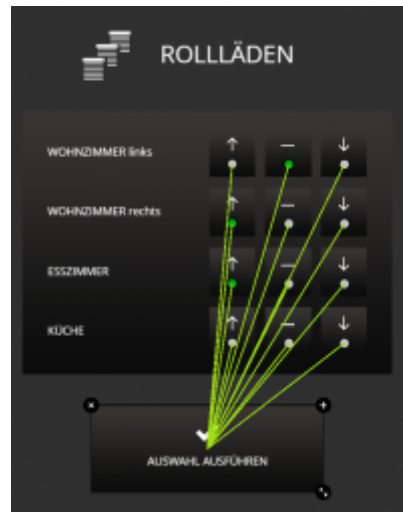 ROLLLÄDEN
WOHNZIMMER links
WOHNZIMMER rechts
ESSZIMMER
KÜCHE
AUSWAHL AUSFÜHREN